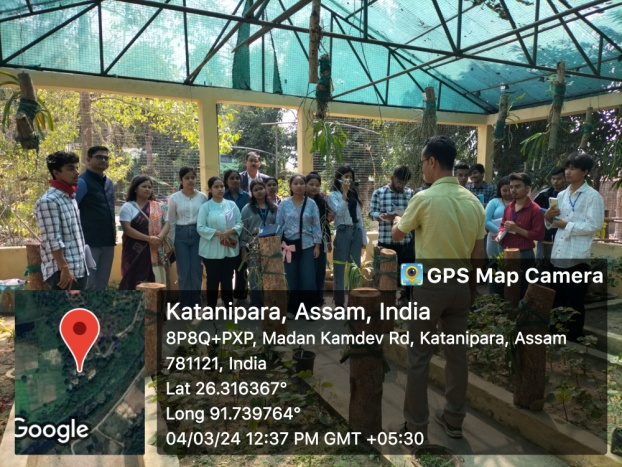 GPS Map Camera
Katanipara, Assam, India
8P8Q+PXP, Madan Kamdev Rd, Katanipara, Assam
781121, India
Lat 26.316367°
Long 91.739764°
04/03/24 12:37 PM GMT +05:30
Google